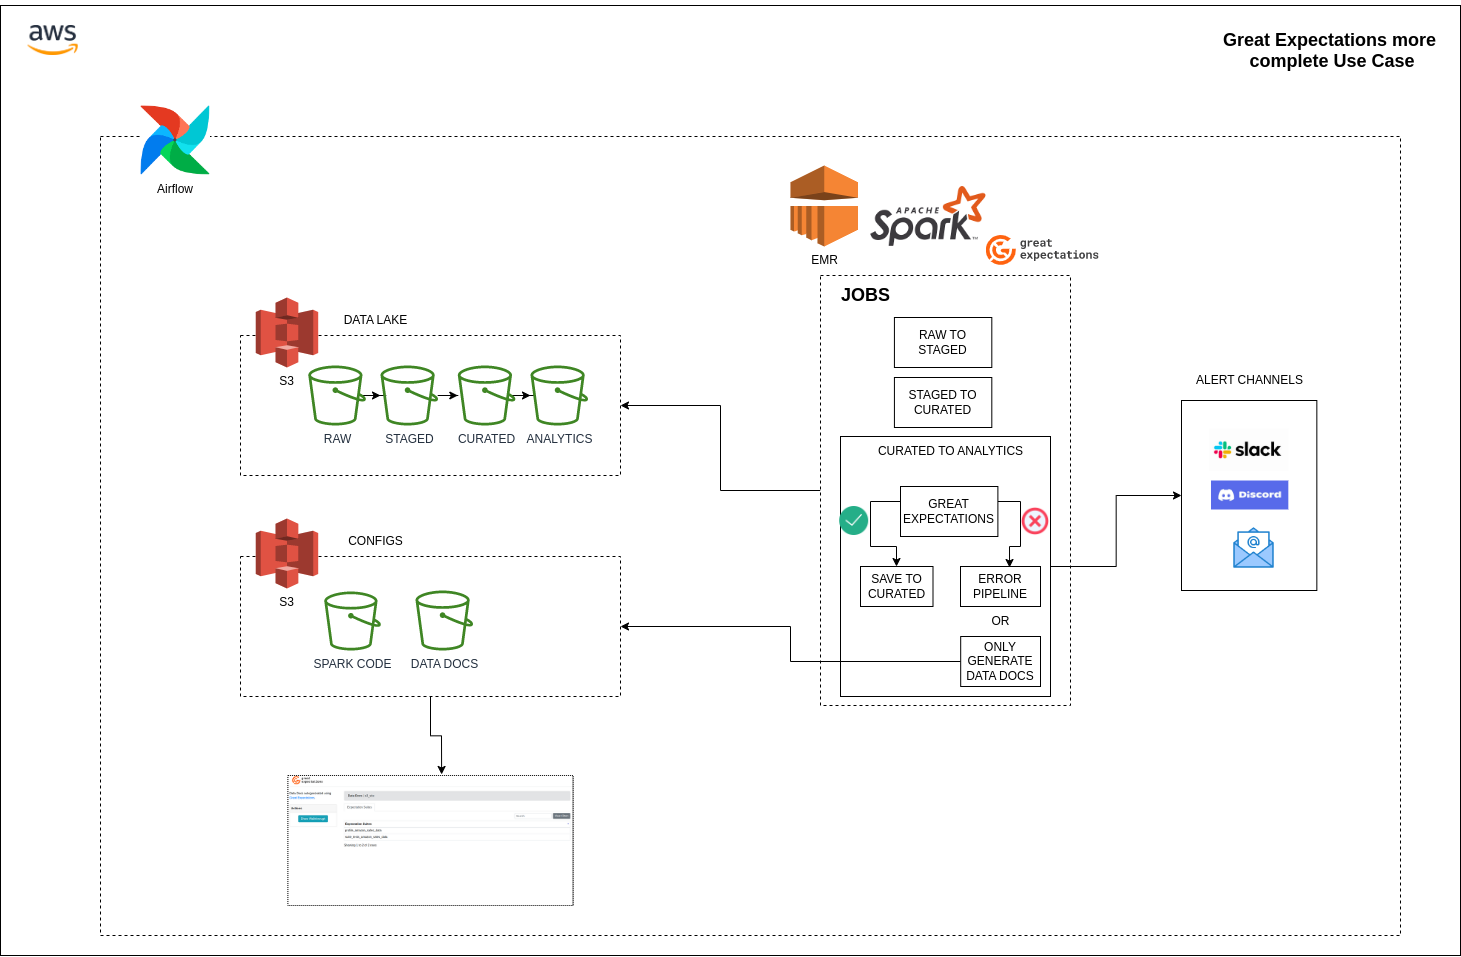 aws
Great Expectations more
complete Use Case
Airflow
APACHE
Spark
great
expectations
EMR
JOBS
RAW TO
STAGED
STAGED TO
CURATED
CURATED TO ANALYTICS
GREAT
EXPECTATIONS
SAVE TO
CURATED
ERROR
PIPELINE
OR
ONLY
GENERATE
DATA DOCS
DATA LAKE
S3
RAW
STAGED
CURATED
ANALYTICS
CONFIGS
S3
SPARK CODE
DATA DOCS
ALERT CHANNELS
slack
Discord
@